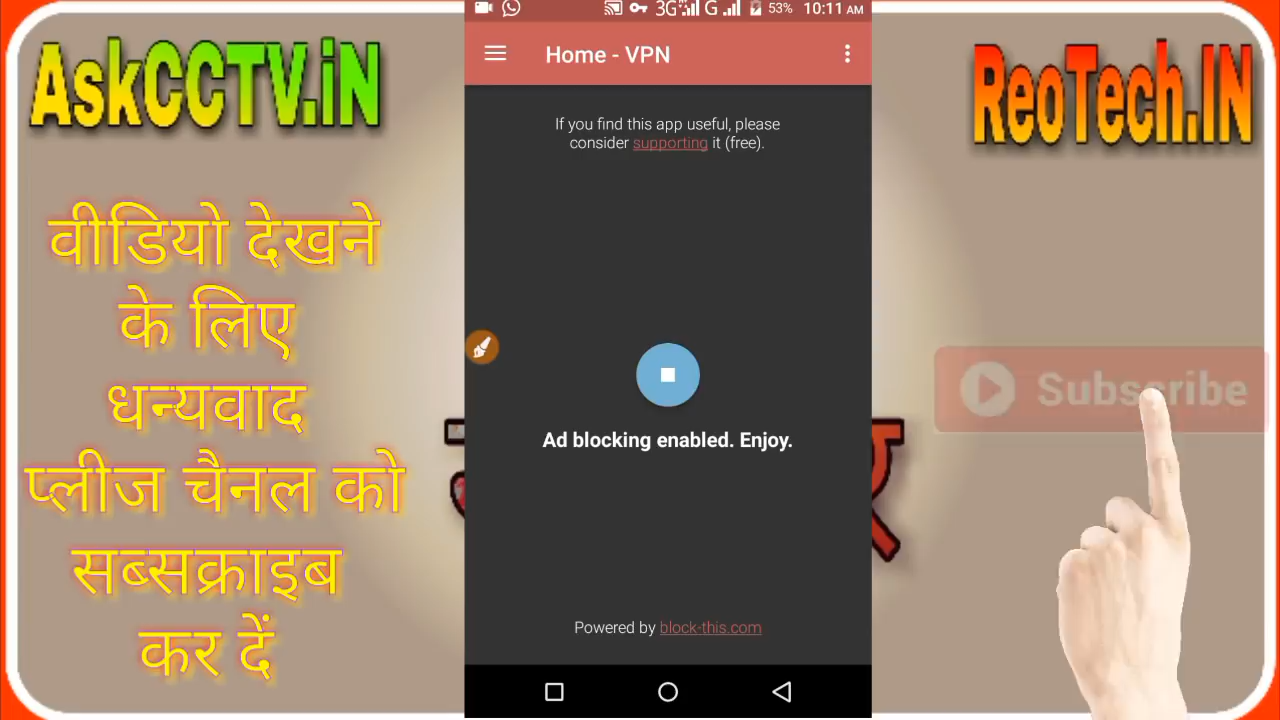 AskCCTV.iN
ReoTech.IN
वीडियो देखने
के लिए
धन्यवाद
प्लीज चैनल को
सब्सक्राइब
कर दें
3G G 53% 10:11 AM
Home - VPN
If you find this app useful, please
consider supporting it (free).
Ad blocking enabled. Enjoy.
Powered by block-this.com
Subscribe